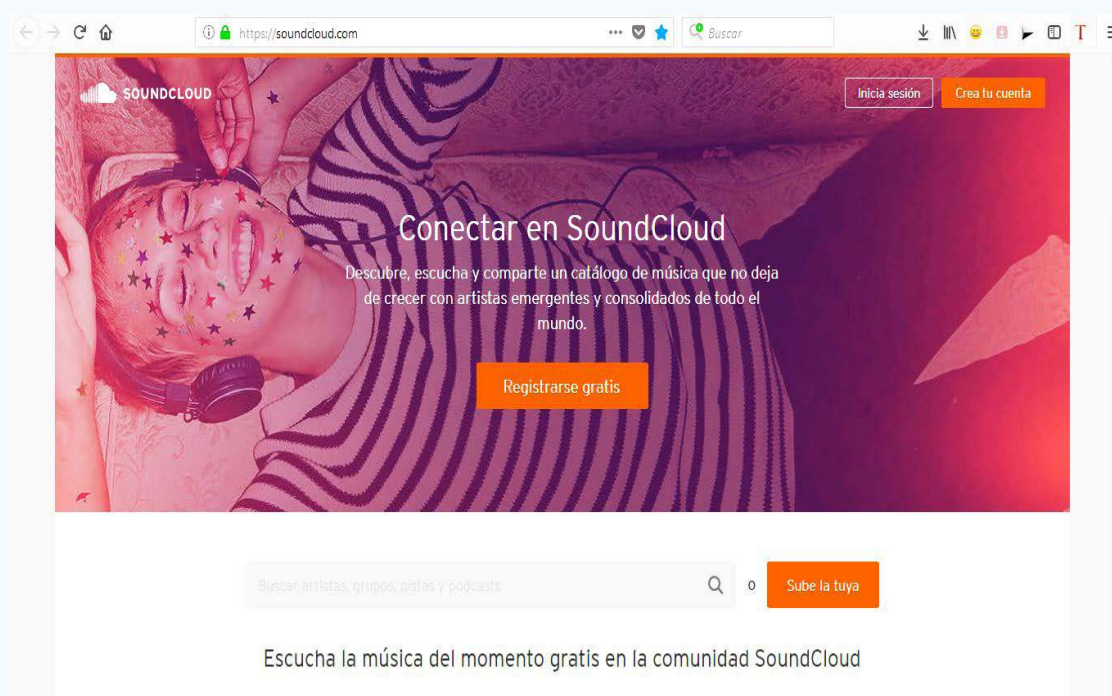 https://soundcloud.com
Buscar
SOUNDCLOUD
Inicia sesión
Crea tu cuenta
Conectar en SoundCloud
Descubre, escucha y comparte un catálogo de música que no deja
de crecer con artistas emergentes y consolidados de todo el
mundo.
Registrarse gratis
Buscar artistas, grupos, pistas y podcasts
o
Sube la tuya
Escucha la música del momento gratis en la comunidad SoundCloud